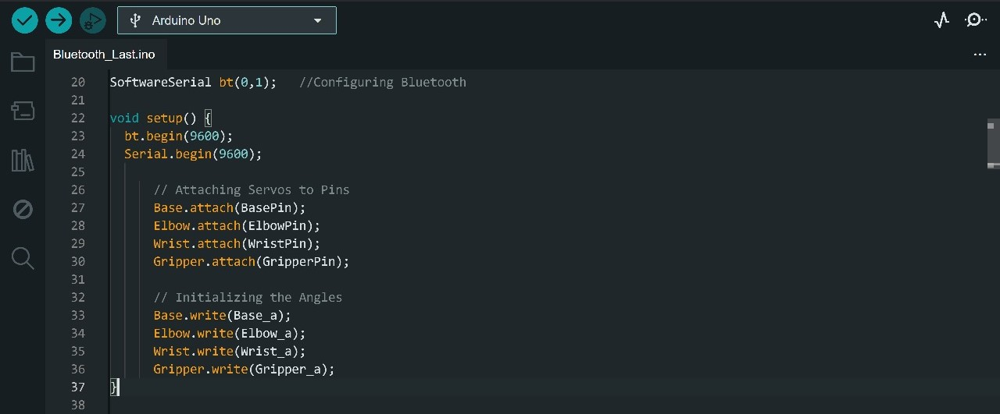 Arduino Uno
Bluetooth_Last.ino
20 SoftwareSerial bt(0,1);   //Configuring Bluetooth
21
22 void setup() {
23   bt.begin(9600);
24   Serial.begin(9600);
25
26       // Attaching Servos to Pins
27       Base.attach(BasePin);
28       Elbow.attach(ElbowPin);
29       Wrist.attach(WristPin);
30       Gripper.attach(GripperPin);
31
32       // Initializing the Angles
33       Base.write(Base_a);
34       Elbow.write(Elbow_a);
35       Wrist.write(Wrist_a);
36       Gripper.write(Gripper_a);
37 }
38